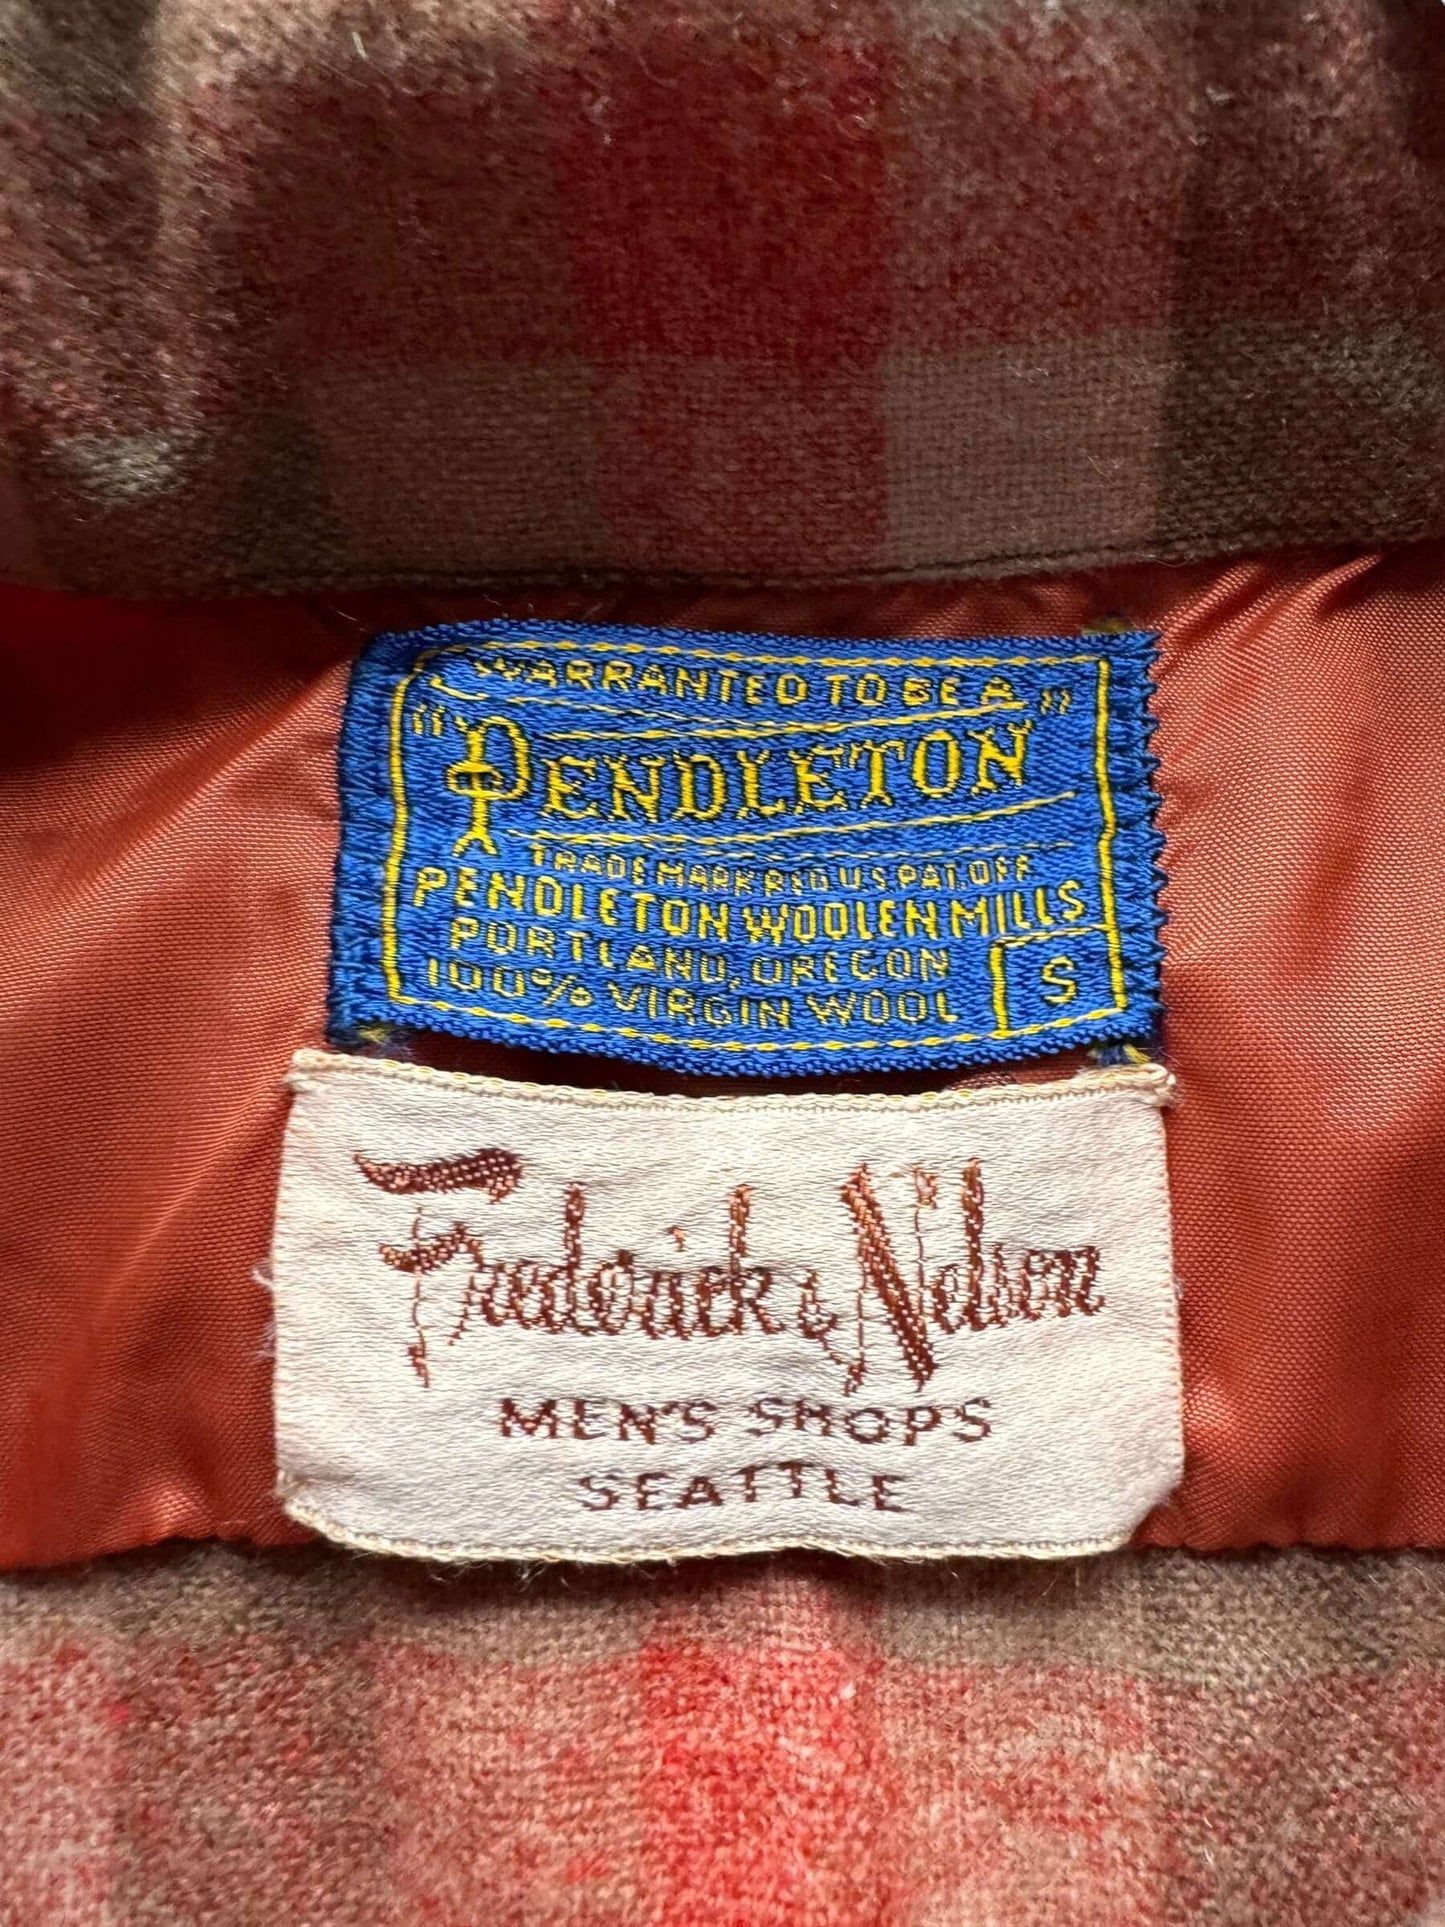 WARRANTED TO BE A
"PENDLETON"
TRADE MARK REG. U.S. PAT. OFF.
PENDLETON WOOLEN MILLS
PORTLAND, OREGON
100% VIRGIN WOOL
S
Frederick & Nelson
MEN'S SHOPS
SEATTLE